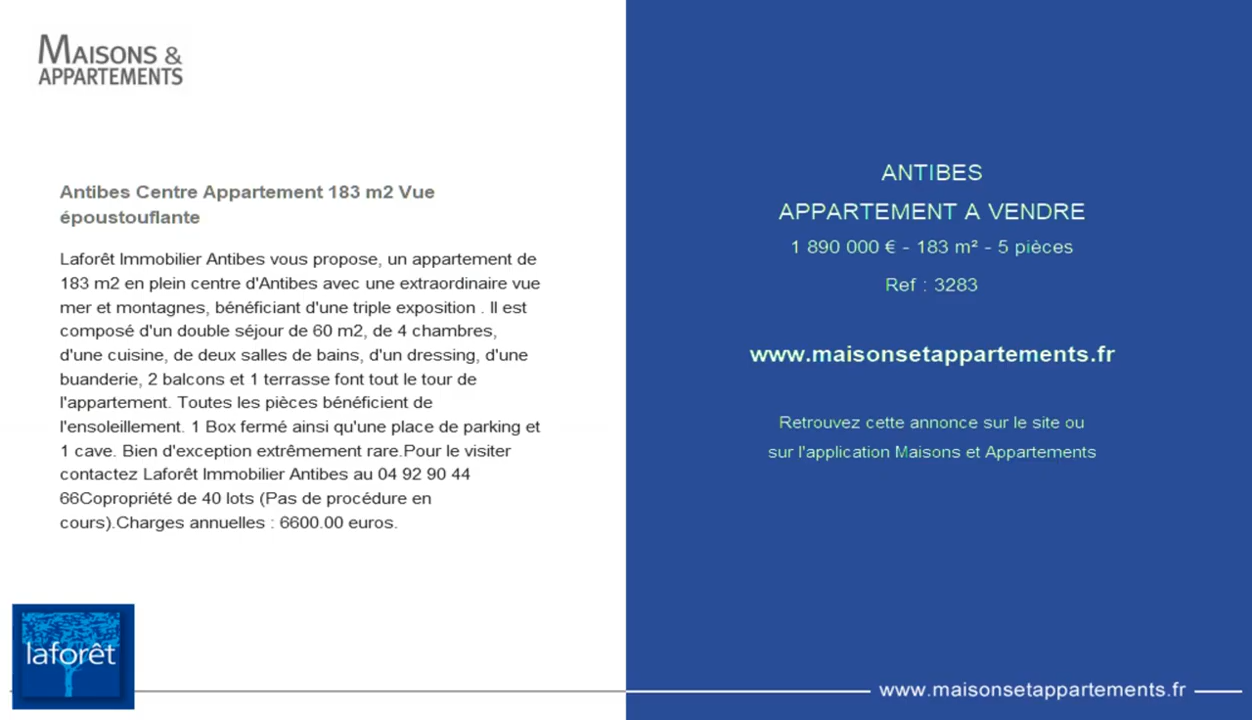 MAISONS &
APPARTEMENTS
Antibes Centre Appartement 183 m2 Vue
époustouflante
Laforêt Immobilier Antibes vous propose, un appartement de
183 m2 en plein centre d'Antibes avec une extraordinaire vue
mer et montagnes, bénéficiant d'une triple exposition . Il est
composé d'un double séjour de 60 m2, de 4 chambres,
d'une cuisine, de deux salles de bains, d'un dressing, d'une
buanderie, 2 balcons et 1 terrasse font tout le tour de
l'appartement. Toutes les pièces bénéficient de
l'ensoleillement. 1 Box fermé ainsi qu'une place de parking et
1 cave. Bien d'exception extrêmement rare.Pour le visiter
contactez Laforêt Immobilier Antibes au 04 92 90 44
66Copropriété de 40 lots (Pas de procédure en
cours).Charges annuelles : 6600.00 euros.
laforêt
ANTIBES
APPARTEMENT A VENDRE
1 890 000 € - 183 m² - 5 pièces
Ref : 3283
www.maisonsetappartements.fr
Retrouvez cette annonce sur le site ou
sur l'application Maisons et Appartements
www.maisonsetappartements.fr